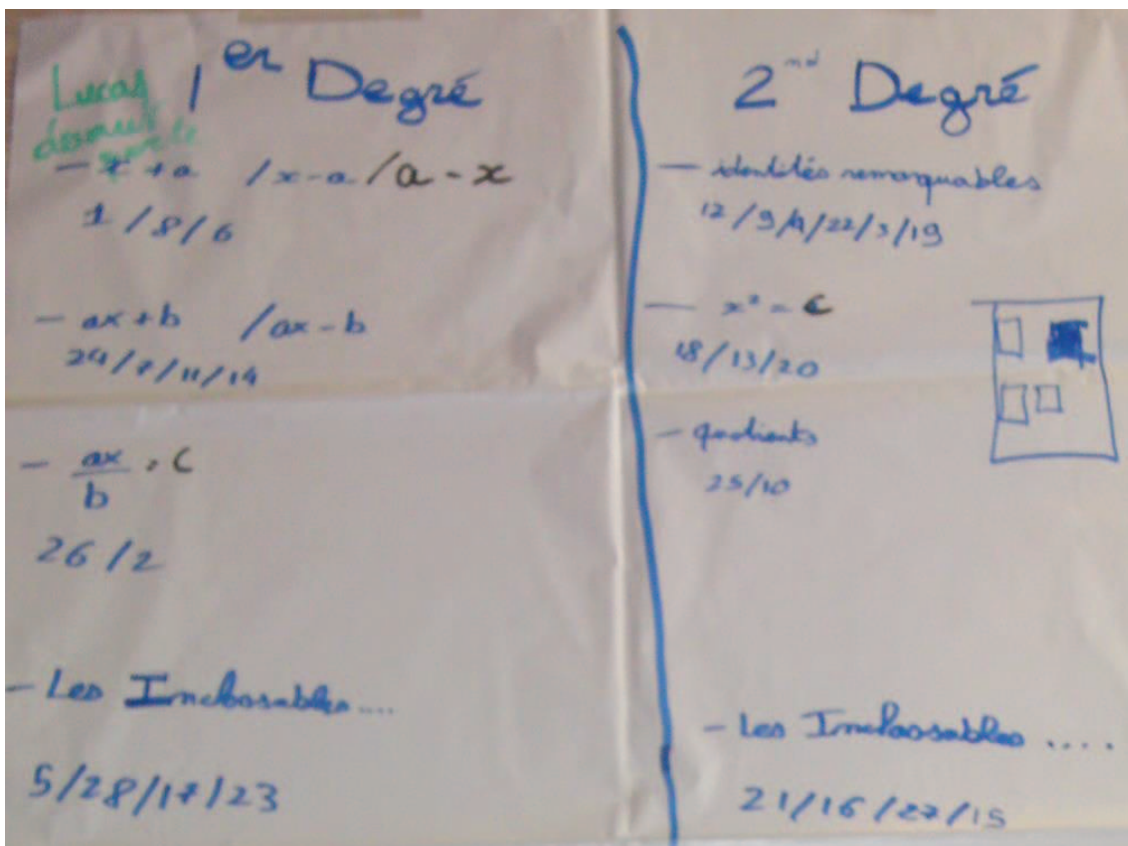 Lucas
1er Degré
- x + a / x - a / a - x
1 / 8 / 6
- ax + b / ax - b
24 / 7 / 11 / 14
- ax/b = c
26 / 2
- Les Inclassables ....
5/28/17/23
2nd Degré
- identités remarquables
12 / 9 / 4 / 22 / 3 / 19
- x² = c
18 / 13 / 20
- quotients
25/10
- Les Inclassables ....
21/16/27/15